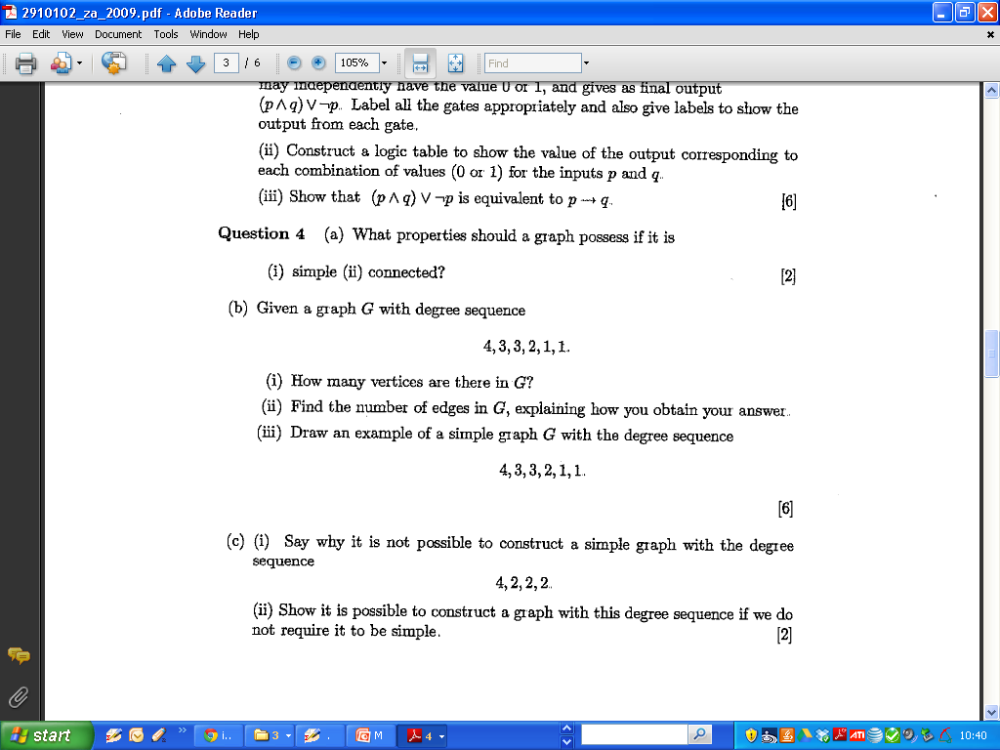 2910102_za_2009.pdf - Adobe Reader
File Edit View Document Tools Window Help
3 / 6 105% Find
may independently have the value 0 or 1, and gives as final output
(p ∧ q) ∨ ¬p. Label all the gates appropriately and also give labels to show the
output from each gate.
(ii) Construct a logic table to show the value of the output corresponding to
each combination of values (0 or 1) for the inputs p and q.
(iii) Show that (p ∧ q) ∨ ¬p is equivalent to p → q. [6]
Question 4 (a) What properties should a graph possess if it is
(i) simple (ii) connected? [2]
(b) Given a graph G with degree sequence
4, 3, 3, 2, 1, 1.
(i) How many vertices are there in G?
(ii) Find the number of edges in G, explaining how you obtain your answer.
(iii) Draw an example of a simple graph G with the degree sequence
4, 3, 3, 2, 1, 1.
[6]
(c) (i) Say why it is not possible to construct a simple graph with the degree
sequence
4, 2, 2, 2.
(ii) Show it is possible to construct a graph with this degree sequence if we do
not require it to be simple. [2]
start i.. 3 . M 4 ATI 10:40